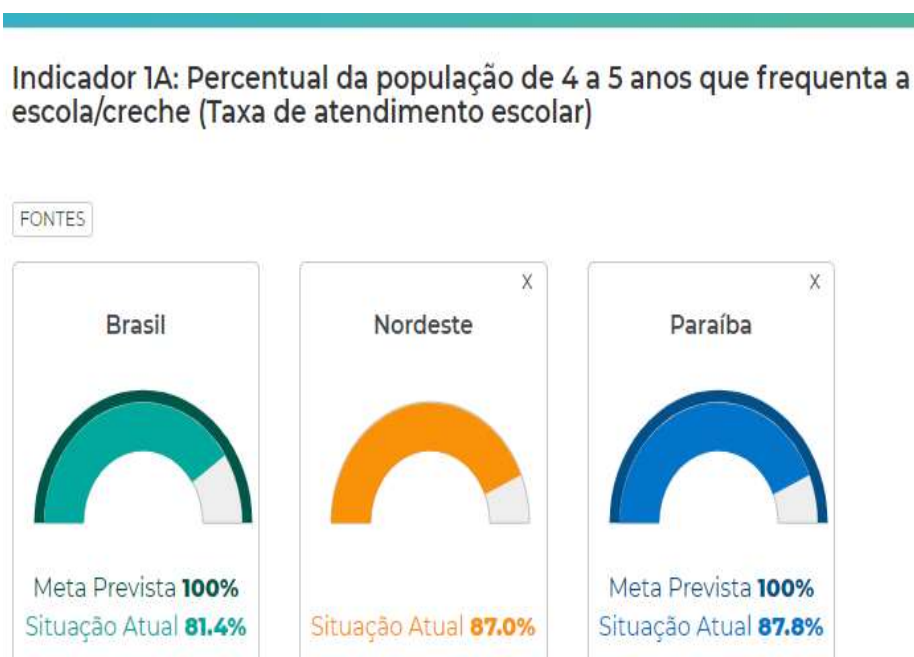 Indicador 1A: Percentual da população de 4 a 5 anos que frequenta a
escola/creche (Taxa de atendimento escolar)
FONTES
Brasil
Meta Prevista 100%
Situação Atual 81.4%
X
Nordeste
Situação Atual 87.0%
X
Paraíba
Meta Prevista 100%
Situação Atual 87.8%